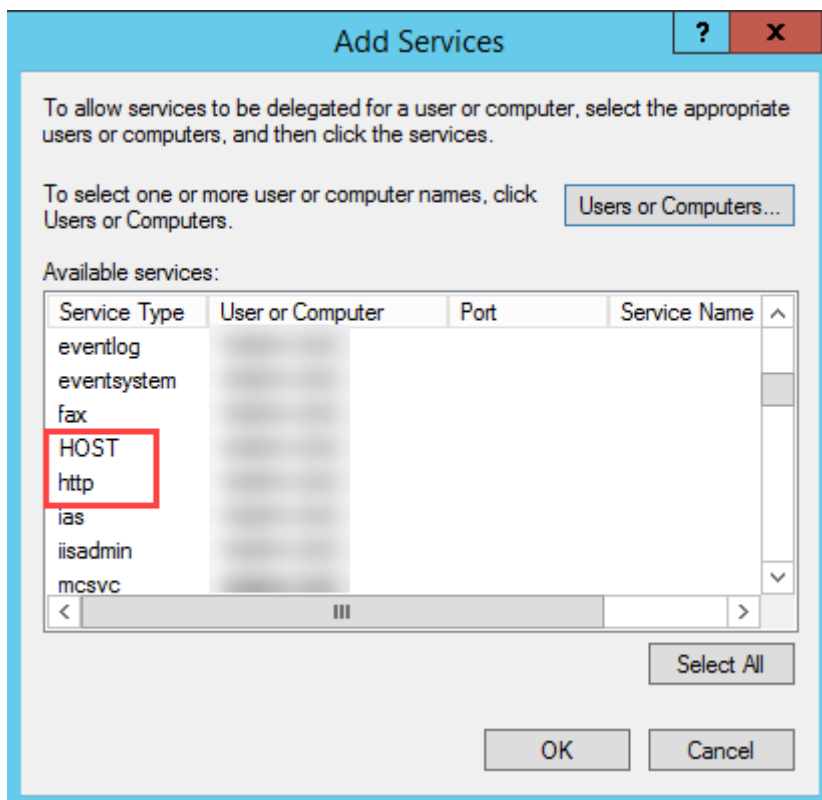 Add Services
?
x
To allow services to be delegated for a user or computer, select the appropriate
users or computers, and then click the services.
To select one or more user or computer names, click
Users or Computers.
Users or Computers...
Available services:
Service Type User or Computer Port Service Name
eventlog
eventsystem
fax
HOST
http
ias
iisadmin
mcsvc
Select All
OK
Cancel